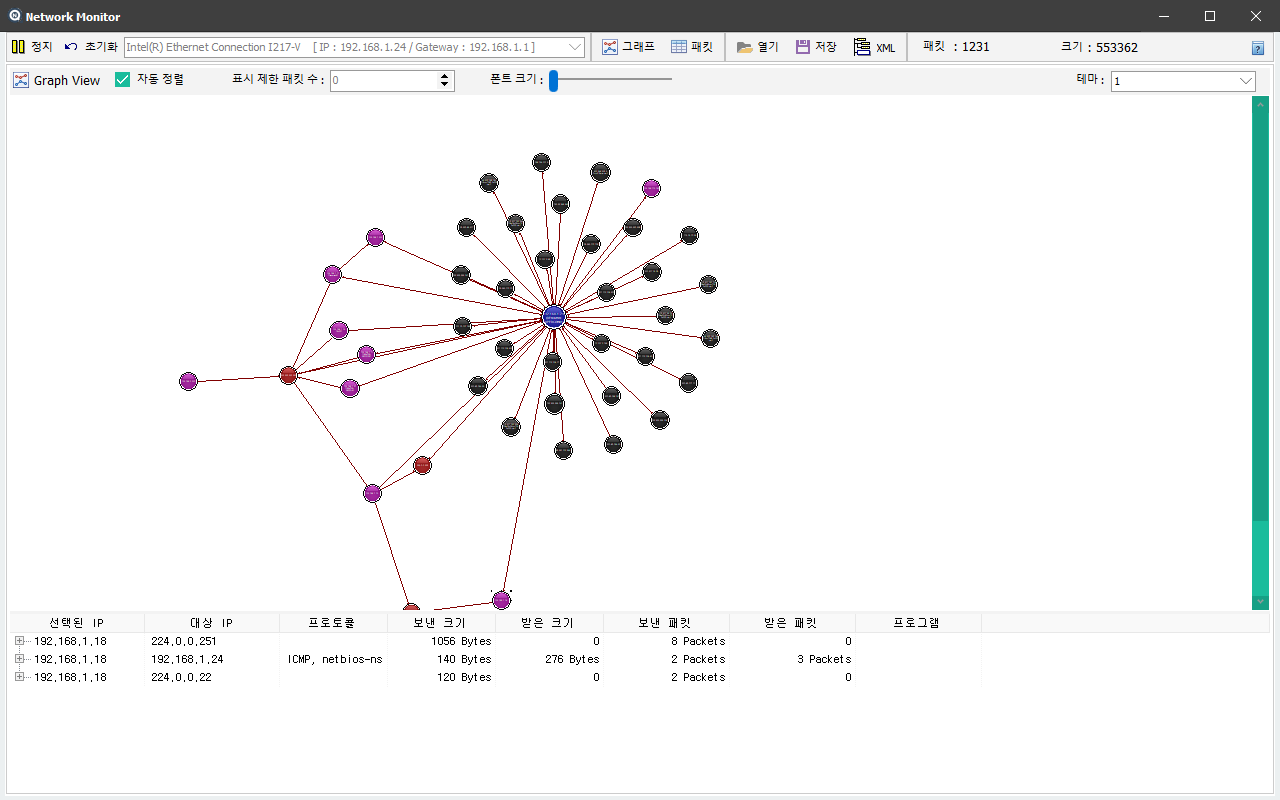 Network Monitor
정지 초기화 Intel(R) Ethernet Connection I217-V [ IP : 192.168.1.24 / Gateway : 192.168.1.1 ] 그래프 패킷 열기 저장 XML 패킷 : 1231 크기 : 553362
Graph View 자동 정렬 표시 제한 패킷 수 : 0 폰트 크기 : 테마 : 1
선택된 IP 대상 IP 프로토콜 보낸 크기 받은 크기 보낸 패킷 받은 패킷 프로그램
192.168.1.18 224.0.0.251 1056 Bytes 0 8 Packets 0
192.168.1.18 192.168.1.24 ICMP, netbios-ns 140 Bytes 276 Bytes 2 Packets 3 Packets
192.168.1.18 224.0.0.22 120 Bytes 0 2 Packets 0